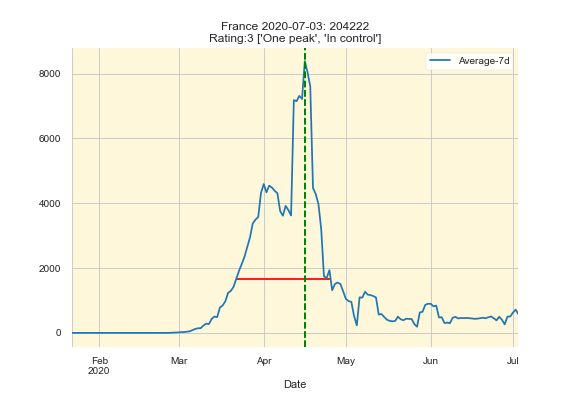 France 2020-07-03: 204222
Rating:3 ['One peak', 'In control']
Average-7d
8000
6000
4000
2000
0
Feb Mar Apr May Jun Jul
2020
Date